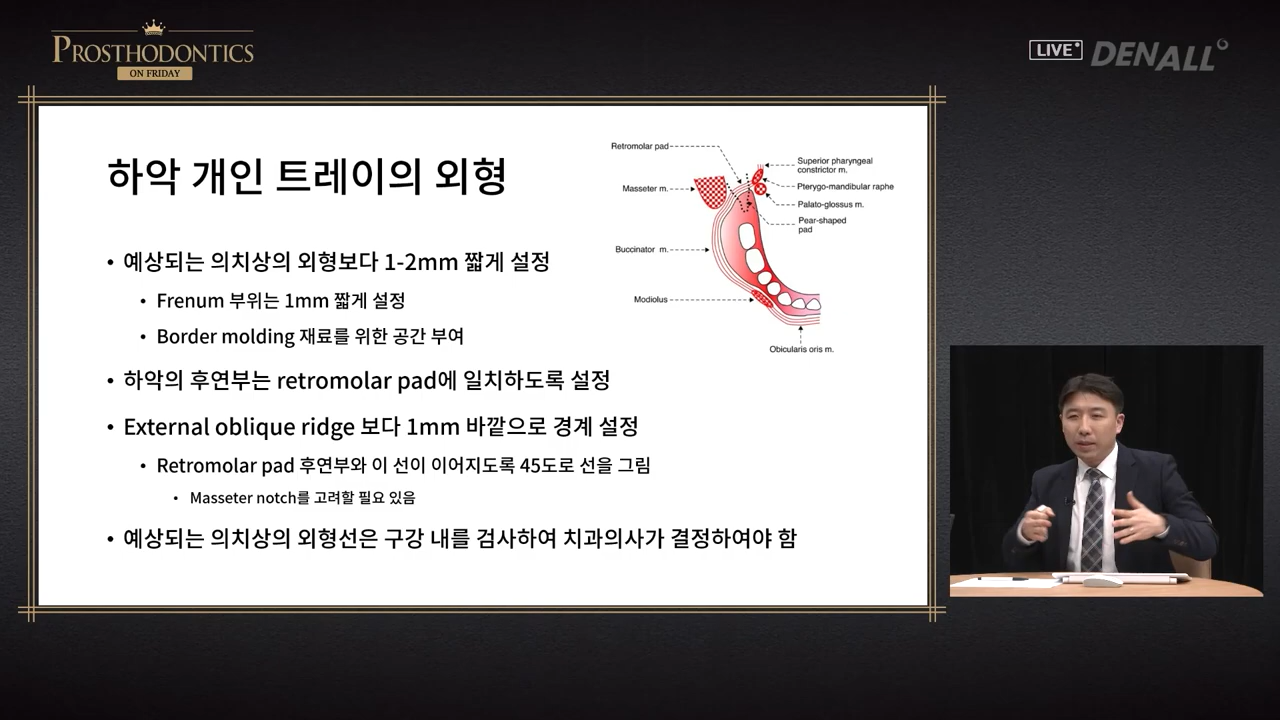 PROSTHODONTICS
ON FRIDAY
LIVE
DENALL
하악 개인 트레이의 외형
• 예상되는 의치상의 외형보다 1-2mm 짧게 설정
• Frenum 부위는 1mm 짧게 설정
• Border molding 재료를 위한 공간 부여
• 하악의 후연부는 retromolar pad에 일치하도록 설정
• External oblique ridge 보다 1mm 바깥으로 경계 설정
• Retromolar pad 후연부와 이 선이 이어지도록 45도로 선을 그림
• Masseter notch를 고려할 필요 있음
• 예상되는 의치상의 외형선은 구강 내를 검사하여 치과의사가 결정하여야 함
Retromolar pad
Masseter m.
Buccinator m.
Modiolus
Superior pharyngeal
constrictor m.
Pterygo-mandibular raphe
Palato-glossus m.
Pear-shaped
pad
Obicularis oris m.